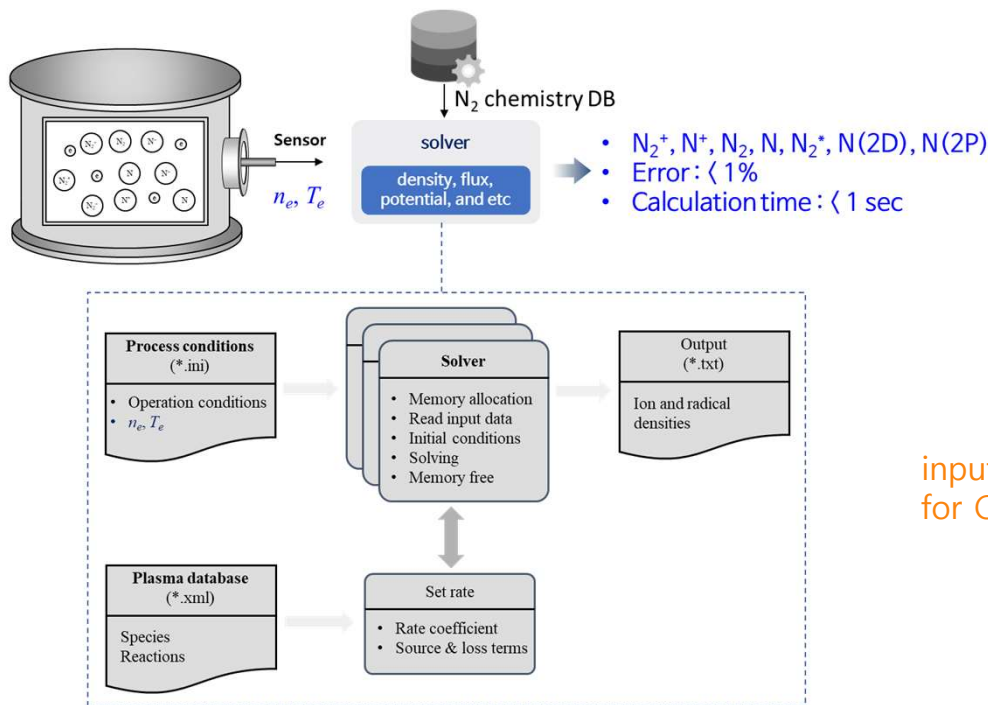 N₂ chemistry DB
Sensor
nₑ, Tₑ
solver
density, flux,
potential, and etc
• N₂⁺, N⁺, N₂, N, N₂*, N(2D), N(2P)
• Error: < 1%
• Calculation time: < 1 sec
N₂
e
N
e
e
N
N
e
N
Process conditions
(*.ini)
• Operation conditions
• nₑ, Tₑ
Solver
• Memory allocation
• Read input data
• Initial conditions
• Solving
• Memory free
Output
(*.txt)
Ion and radical
densities
Plasma database
(*.xml)
Species
Reactions
Set rate
• Rate coefficient
• Source & loss terms
input
for